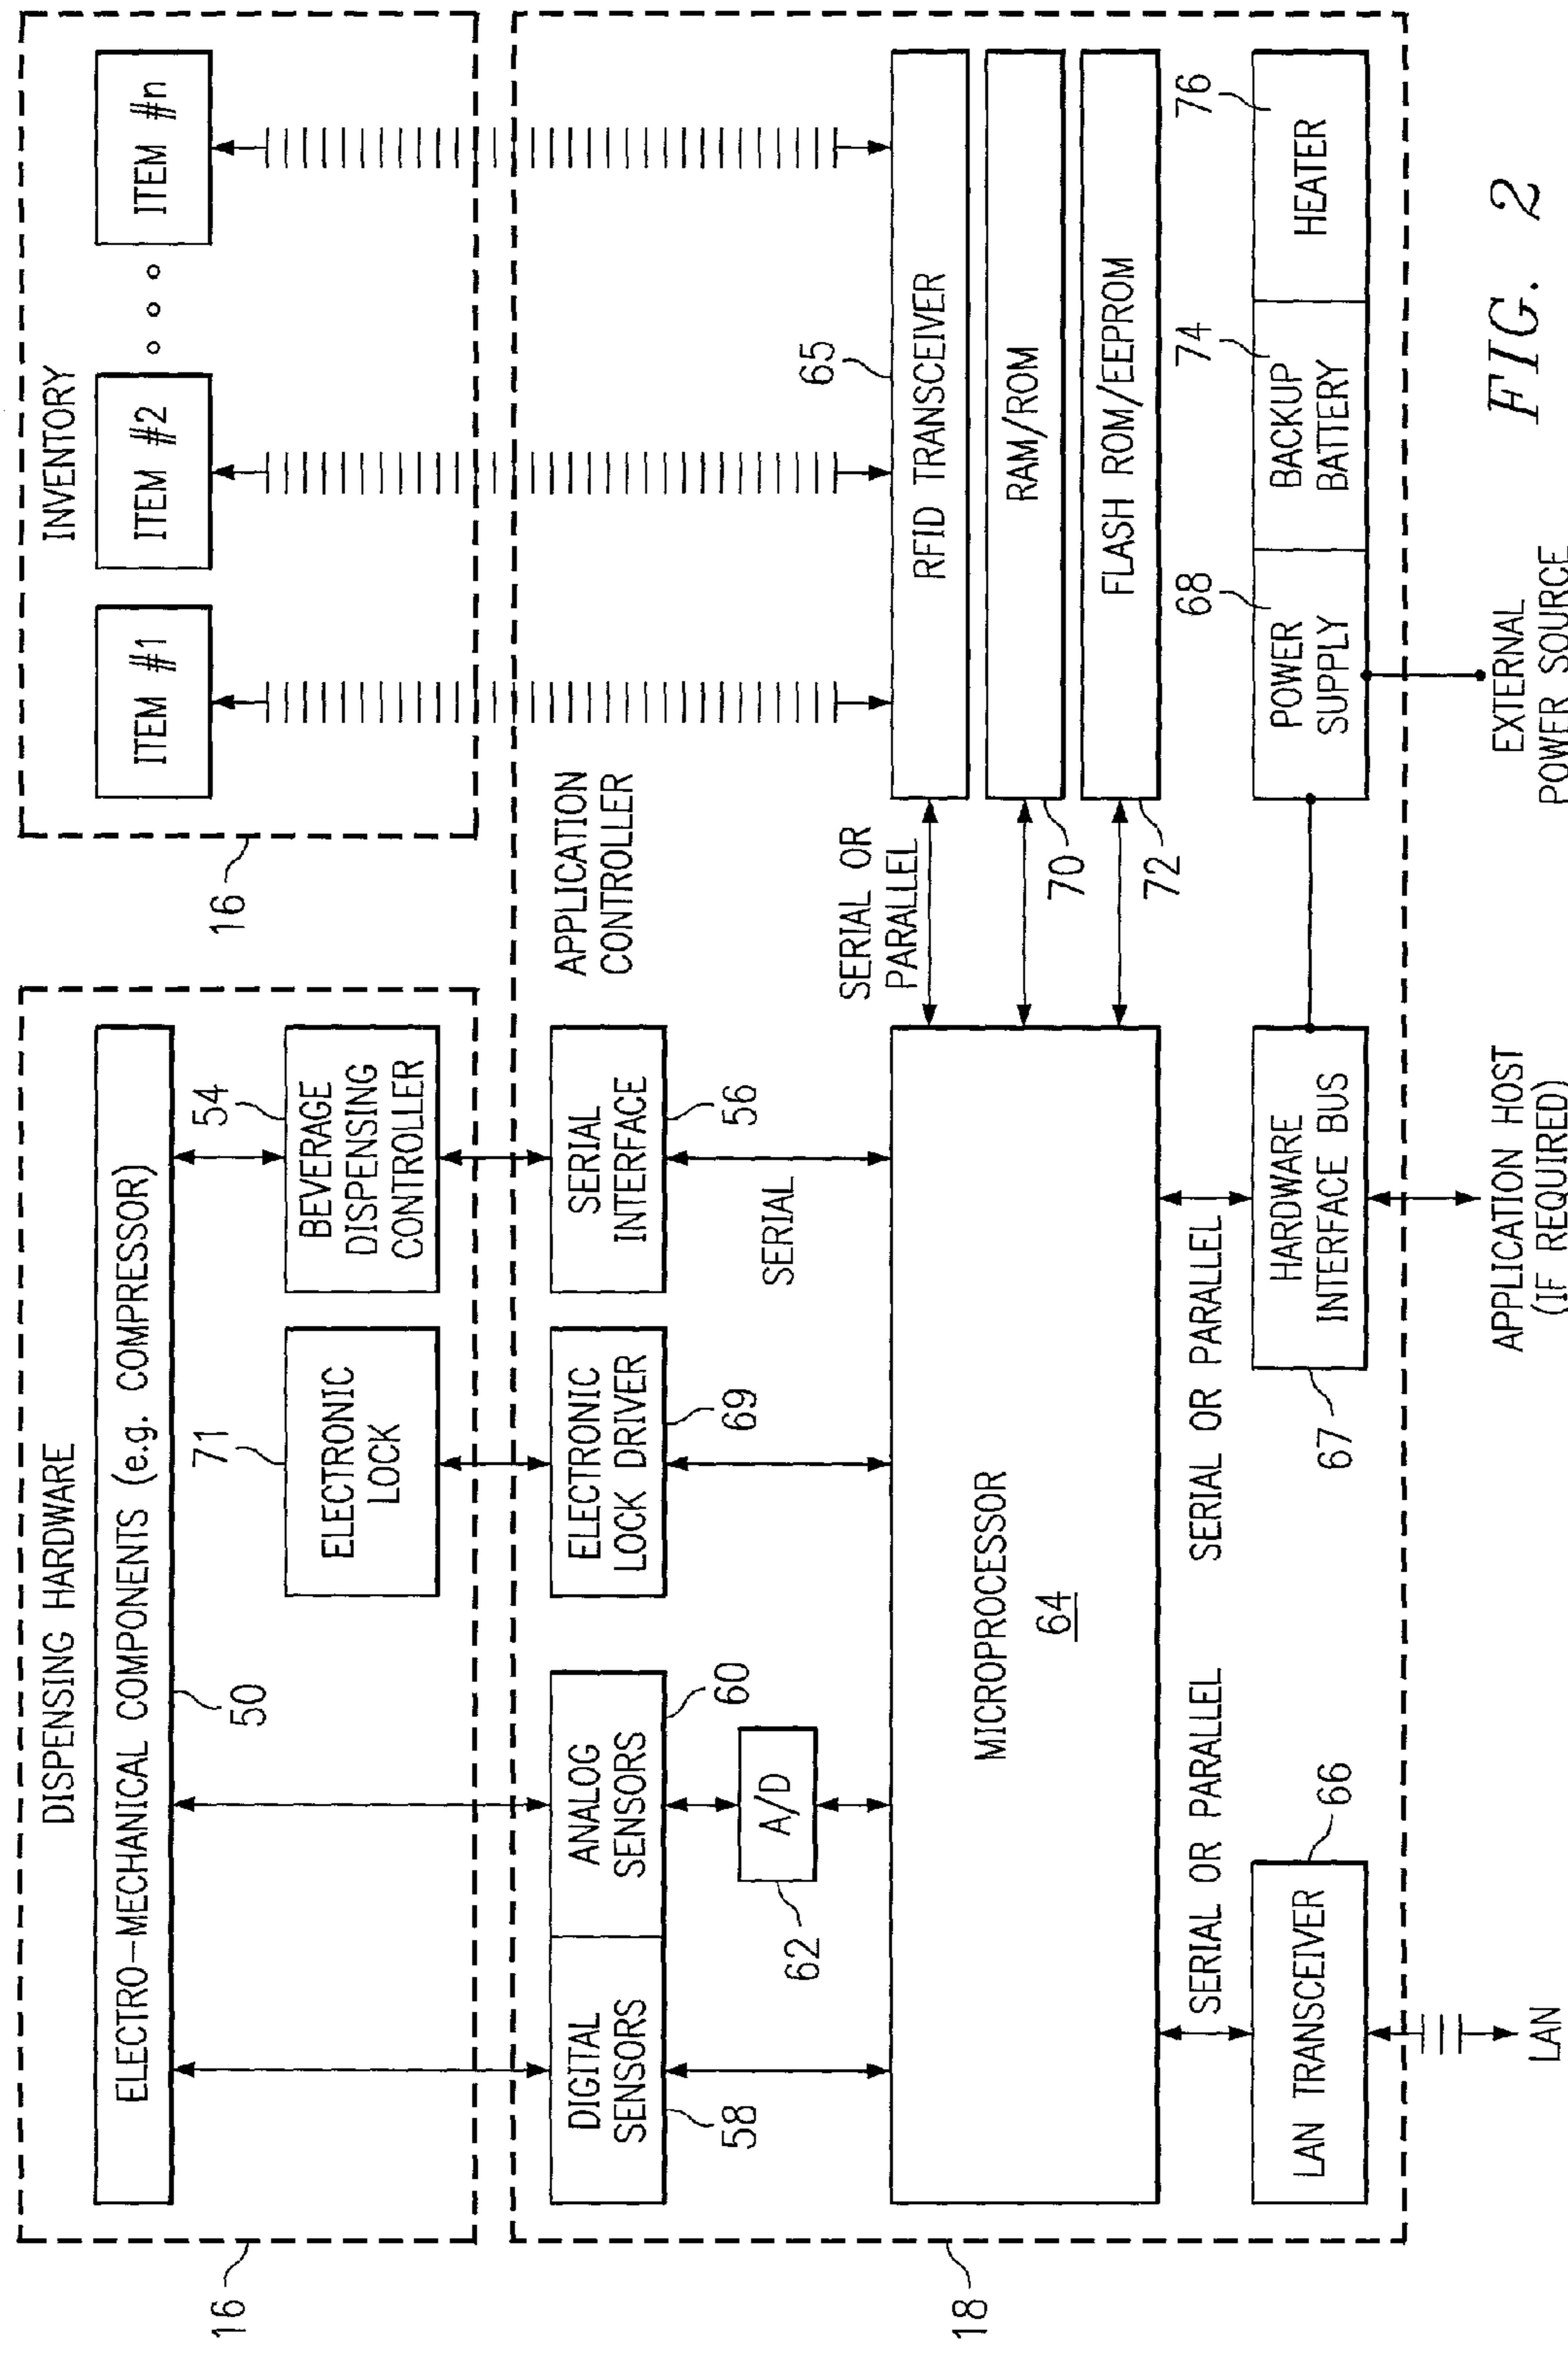 DISPENSING HARDWARE
ELECTRO-MECHANICAL COMPONENTS (e.g. COMPRESSOR)
50
71
54
ELECTRONIC
LOCK
BEVERAGE
DISPENSING
CONTROLLER
16
INVENTORY
ITEM #1
ITEM #2
ITEM #n
16
APPLICATION
CONTROLLER
DIGITAL
SENSORS
58
ANALOG
SENSORS
60
ELECTRONIC
LOCK DRIVER
69
SERIAL
INTERFACE
56
A/D
62
SERIAL
SERIAL OR
PARALLEL
65
MICROPROCESSOR
64
RFID TRANSCEIVER
RAM/ROM
70
FLASH ROM/EEPROM
72
SERIAL OR PARALLEL
SERIAL OR PARALLEL
66
LAN TRANSCEIVER
67
HARDWARE
INTERFACE BUS
68
POWER
SUPPLY
74
BACKUP
BATTERY
76
HEATER
18
LAN
APPLICATION HOST
(IF REQUIRED)
EXTERNAL
POWER SOURCE
FIG. 2